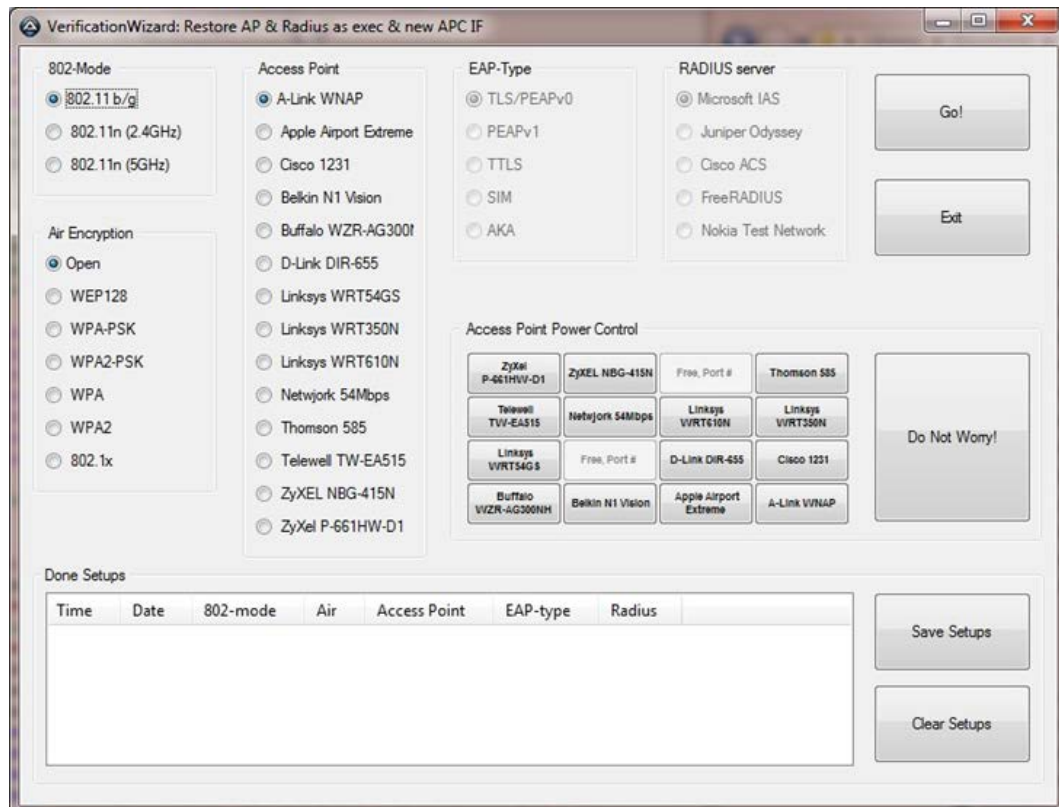 VerificationWizard: Restore AP & Radius as exec & new APC IF
802-Mode
802.11 b/g
802.11n (2.4GHz)
802.11n (5GHz)
Air Encryption
Open
WEP128
WPA-PSK
WPA2-PSK
WPA
WPA2
802.1x
Access Point
A-Link WNAP
Apple Airport Extreme
Cisco 1231
Belkin N1 Vision
Buffalo WZR-AG300
D-Link DIR-655
Linksys WRT54GS
Linksys WRT350N
Linksys WRT610N
Netwjork 54Mbps
Thomson 585
Telewell TW-EA515
ZyXEL NBG-415N
ZyXel P-661HW-D1
EAP-Type
TLS/PEAPv0
PEAPv1
TTLS
SIM
AKA
RADIUS server
Microsoft IAS
Juniper Odyssey
Cisco ACS
FreeRADIUS
Nokia Test Network
Go!
Exit
Access Point Power Control
ZyXel
P-661HW-D1
ZyXEL NBG-415N
Free, Port #
Thomson 585
Telewell
TW-EA515
Netwjork 54Mbps
Linksys
WRT610N
Linksys
WRT350N
Linksys
WRT54GS
Free, Port #
D-Link DIR-655
Cisco 1231
Buffalo
WZR-AG300NH
Belkin N1 Vision
Apple Airport
Extreme
A-Link WNAP
Do Not Worry!
Done Setups
Time Date 802-mode Air Access Point EAP-type Radius
Save Setups
Clear Setups